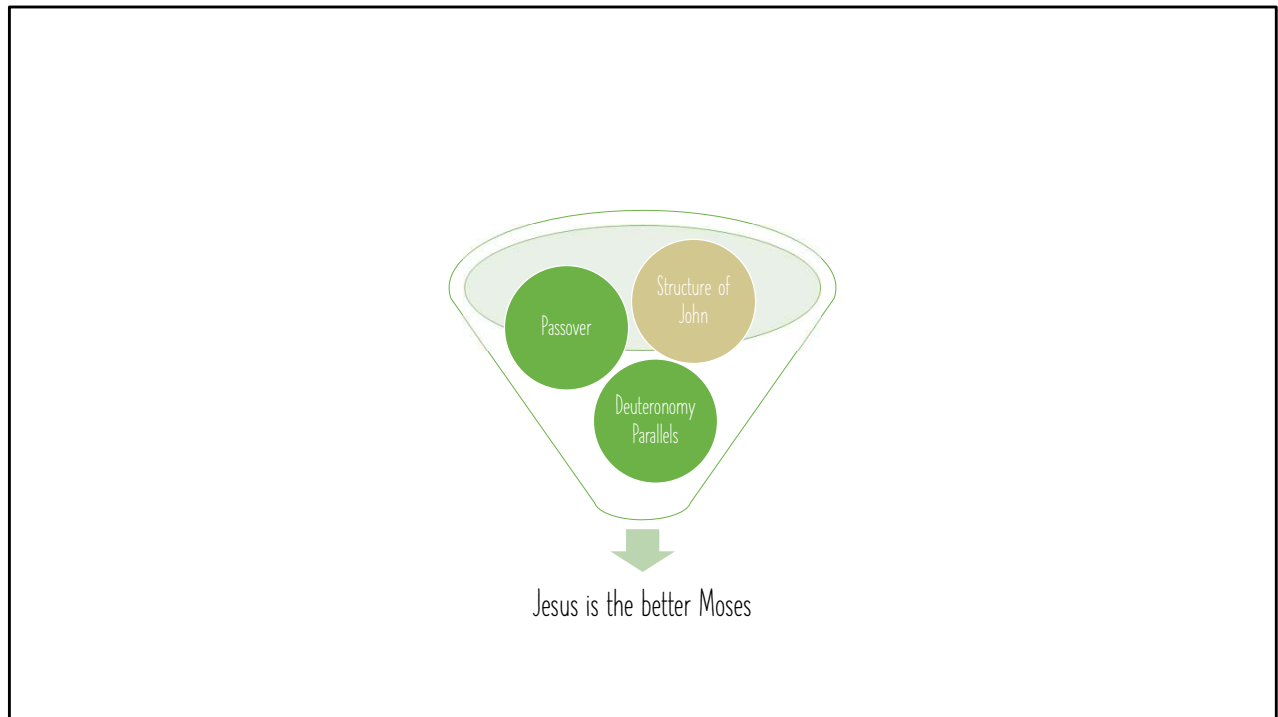 Structure of
John
Passover
Deuteronomy
Parallels
Jesus is the better Moses